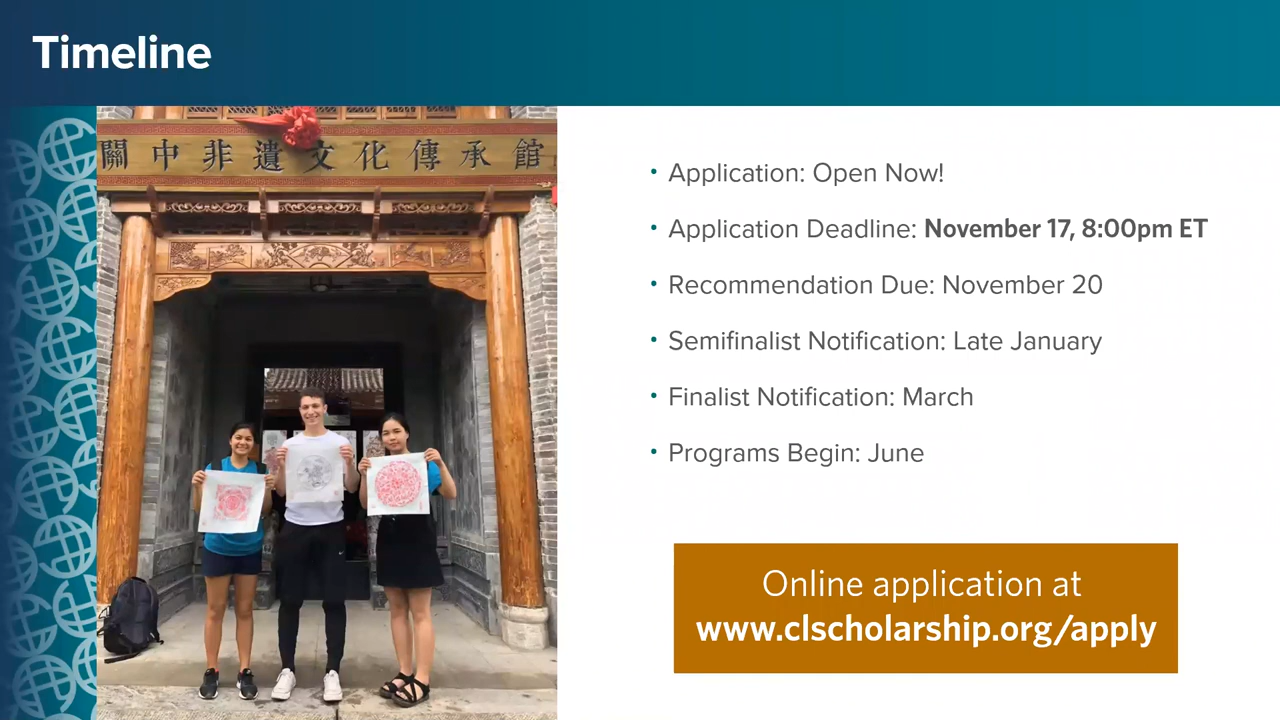 Timeline
關中非遺文化傳承館
Application: Open Now!
Application Deadline: November 17, 8:00pm ET
Recommendation Due: November 20
Semifinalist Notification: Late January
Finalist Notification: March
Programs Begin: June
Online application at
www.clscholarship.org/apply